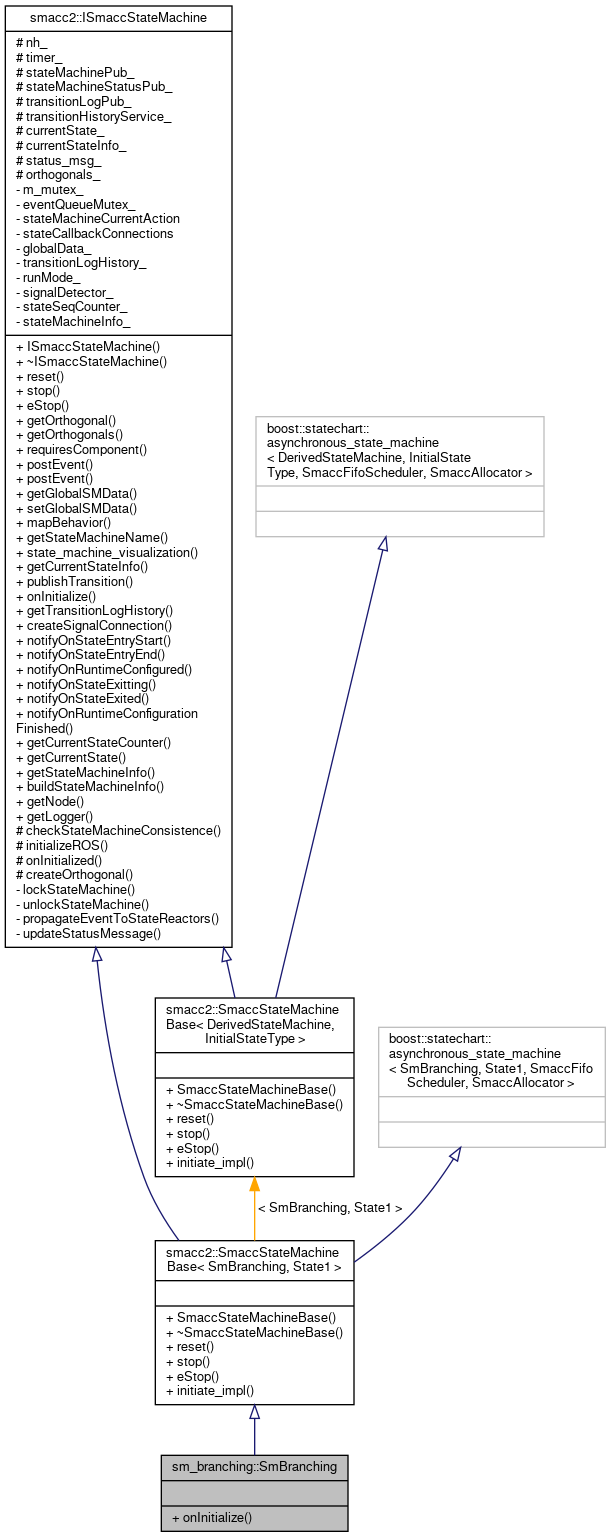 smacc2::ISmaccStateMachine
# nh_
# timer_
# stateMachinePub_
# stateMachineStatusPub_
# transitionLogPub_
# transitionHistoryService_
# currentState_
# currentStateInfo_
# status_msg_
# orthogonals_
- m_mutex_
- eventQueueMutex_
- stateMachineCurrentAction
- stateCallbackConnections
- globalData_
- transitionLogHistory_
- runMode_
- signalDetector_
- stateSeqCounter_
- stateMachineInfo_
+ ISmaccStateMachine()
+ ~ISmaccStateMachine()
+ reset()
+ stop()
+ eStop()
+ getOrthogonal()
+ getOrthogonals()
+ requiresComponent()
+ postEvent()
+ postEvent()
+ getGlobalSMData()
+ setGlobalSMData()
+ mapBehavior()
+ getStateMachineName()
+ state_machine_visualization()
+ getCurrentStateInfo()
+ publishTransition()
+ onInitialize()
+ getTransitionLogHistory()
+ createSignalConnection()
+ notifyOnStateEntryStart()
+ notifyOnStateEntryEnd()
+ notifyOnRuntimeConfigured()
+ notifyOnStateExitting()
+ notifyOnStateExited()
+ notifyOnRuntimeConfiguration
Finished()
+ getCurrentStateCounter()
+ getCurrentState()
+ getStateMachineInfo()
+ buildStateMachineInfo()
+ getNode()
+ getLogger()
# checkStateMachineConsistence()
# initializeROS()
# onInitialized()
# createOrthogonal()
- lockStateMachine()
- unlockStateMachine()
- propagateEventToStateReactors()
- updateStatusMessage()
boost::statechart::
asynchronous_state_machine
< DerivedStateMachine, InitialState
Type, SmaccFifoScheduler, SmaccAllocator >
smacc2::SmaccStateMachine
Base< DerivedStateMachine,
InitialStateType >
+ SmaccStateMachineBase()
+ ~SmaccStateMachineBase()
+ reset()
+ stop()
+ eStop()
+ initiate_impl()
boost::statechart::
asynchronous_state_machine
< SmBranching, State1, SmaccFifo
Scheduler, SmaccAllocator >
< SmBranching, State1 >
smacc2::SmaccStateMachine
Base< SmBranching, State1 >
+ SmaccStateMachineBase()
+ ~SmaccStateMachineBase()
+ reset()
+ stop()
+ eStop()
+ initiate_impl()
sm_branching::SmBranching
+ onInitialize()